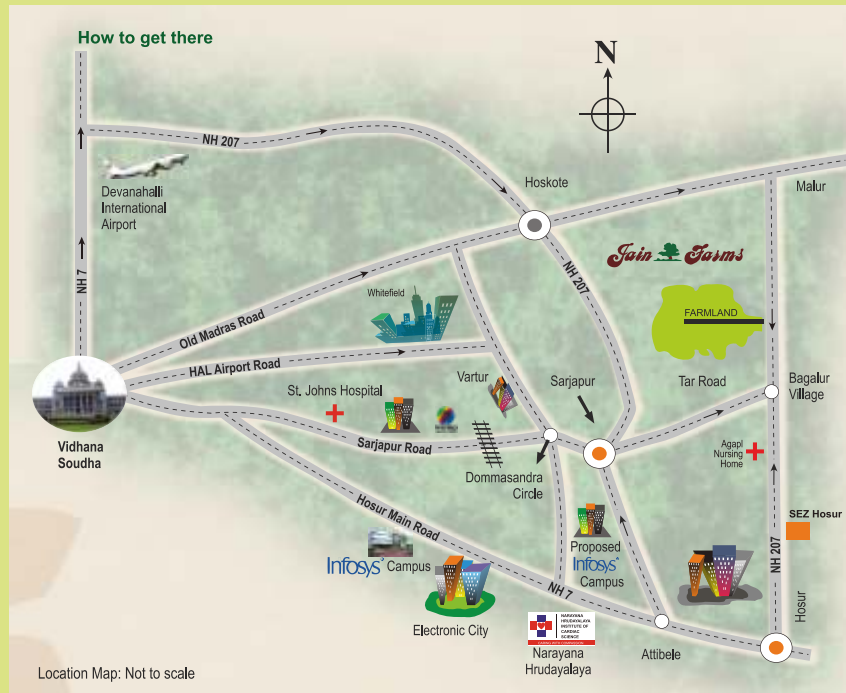 How to get there
N
NH 207
Devanahalli
International
Airport
Hoskote
Malur
NH 7
NH 207
Jain Farms
Whitefield
Old Madras Road
FARMLAND
HAL Airport Road
St. Johns Hospital
Vartur
Sarjapur
Tar Road
Bagalur
Village
Vidhana
Soudha
Sarjapur Road
Dommasandra
Circle
Agapl
Nursing
Home
SEZ Hosur
Hosur Main Road
Infosys Campus
Proposed
Infosys
Campus
NH 207
NH 7
Electronic City
NARAYANA
HRUDAYALAYA
INSTITUTE OF
CARDIAC
SCIENCE
Narayana
Hrudayalaya
Attibele
Hosur
Location Map: Not to scale